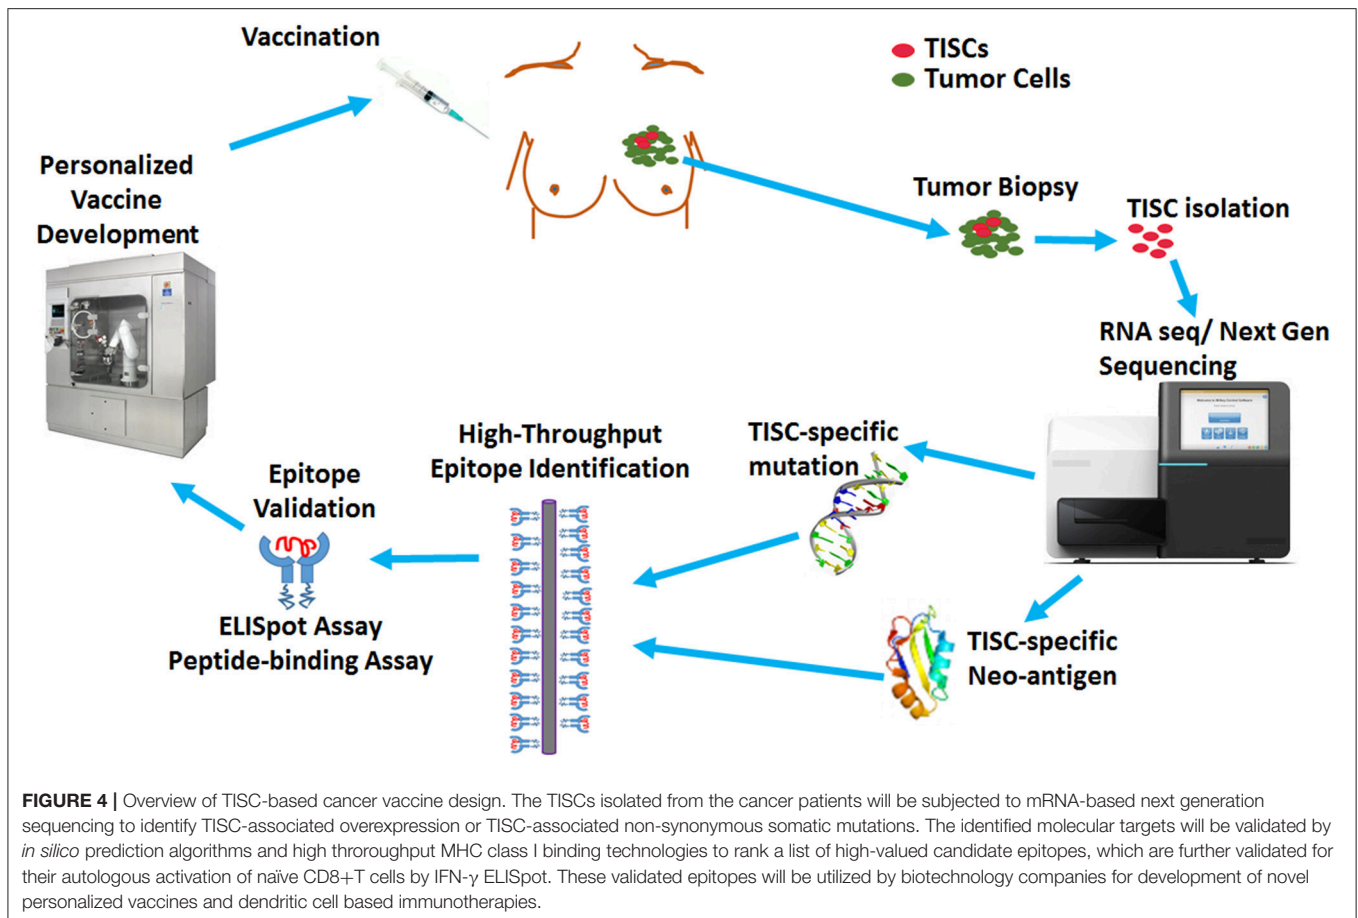 Vaccination
TISCs
Tumor Cells
Personalized
Vaccine
Development
Tumor Biopsy
TISC isolation
RNA seq/ Next Gen
Sequencing
TISC-specific
mutation
High-Throughput
Epitope Identification
Epitope
Validation
ELISpot Assay
Peptide-binding Assay
TISC-specific
Neo-antigen
FIGURE 4 | Overview of TISC-based cancer vaccine design. The TISCs isolated from the cancer patients will be subjected to mRNA-based next generation
sequencing to identify TISC-associated overexpression or TISC-associated non-synonymous somatic mutations. The identified molecular targets will be validated by
in silico prediction algorithms and high throroughput MHC class I binding technologies to rank a list of high-valued candidate epitopes, which are further validated for
their autologous activation of naïve CD8+T cells by IFN-γ ELISpot. These validated epitopes will be utilized by biotechnology companies for development of novel
personalized vaccines and dendritic cell based immunotherapies.